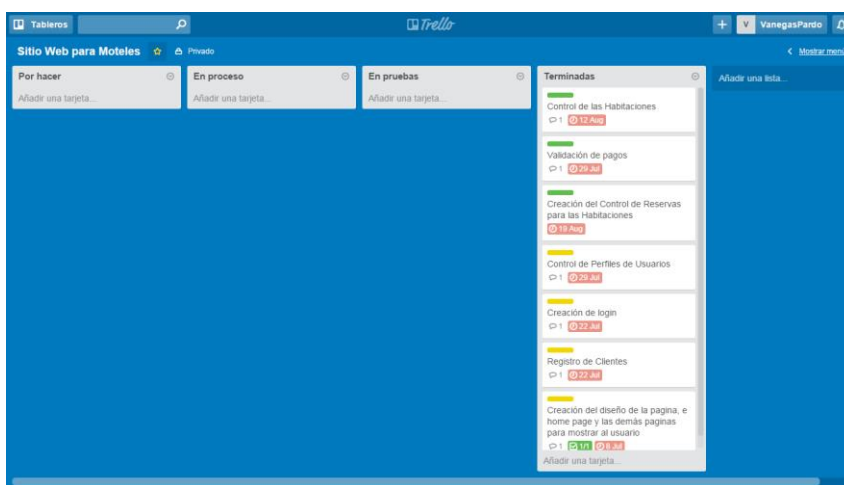 Tableros
Trello
V VanegasPardo
Sitio Web para Moteles
Privado
Mostrar menú
Por hacer
Añadir una tarjeta...
En proceso
Añadir una tarjeta...
En pruebas
Añadir una tarjeta...
Terminadas
Control de las Habitaciones
1 12 Aug
Validación de pagos
1 29 Jul
Creación del Control de Reservas
para las Habitaciones
19 Aug
Control de Perfiles de Usuarios
1 29 Jul
Creación de login
1 22 Jul
Registro de Clientes
1 22 Jul
Creación del diseño de la pagina, e
home page y las demás paginas
para mostrar al usuario
1 1/1 8 Jul
Añadir una tarjeta...
Añadir una lista...